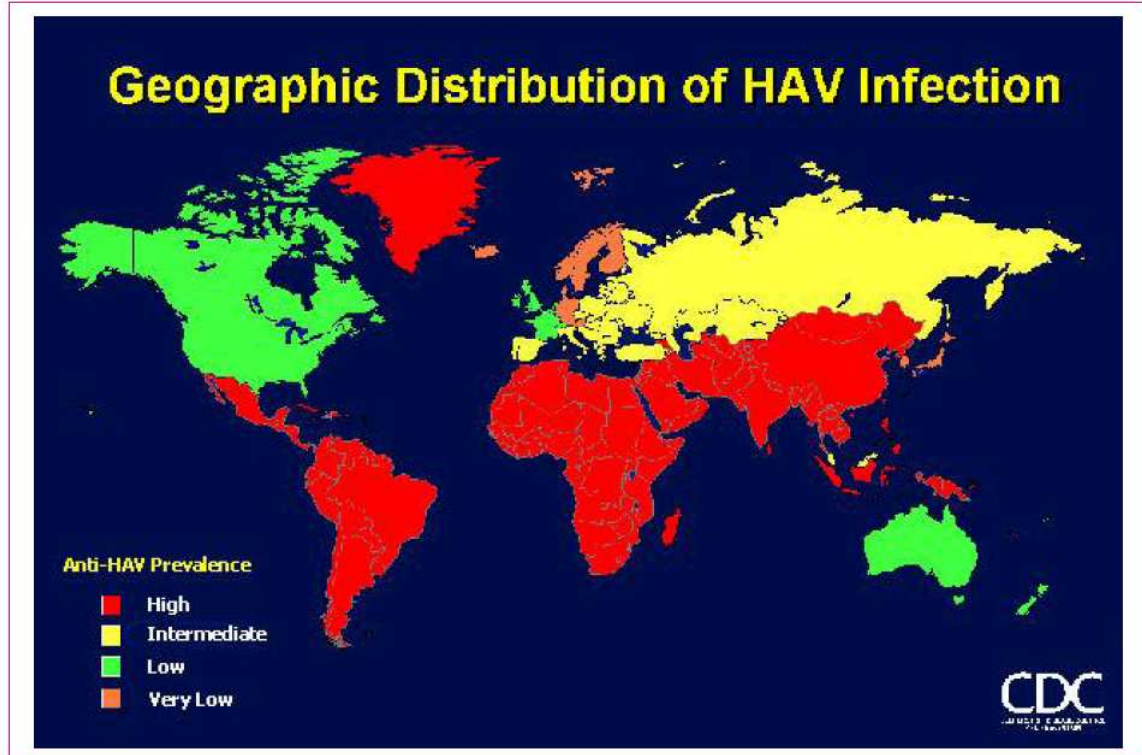 Geographic Distribution of HAV Infection
Anti-HAV Prevalence
High
Intermediate
Low
Very Low
CDC